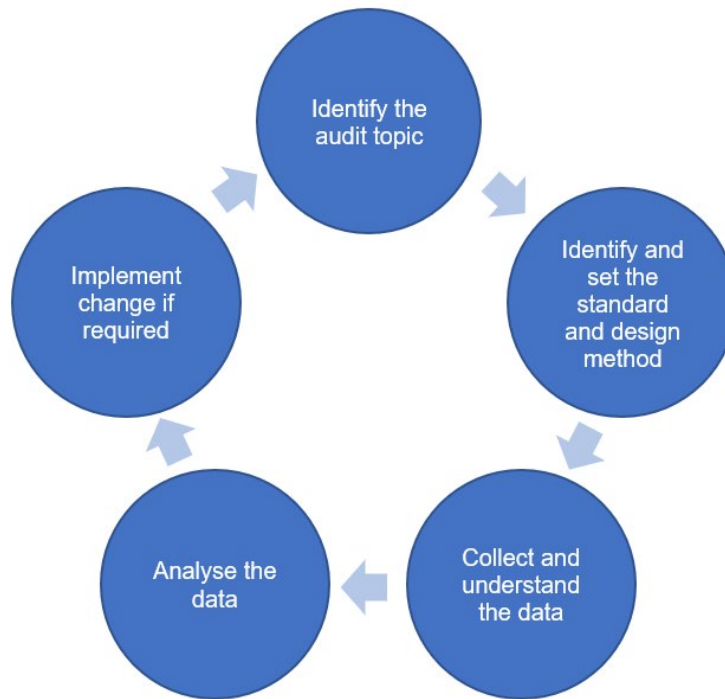 Identify the
audit topic
Identify and
set the
standard
and design
method
Collect and
understand
the data
Analyse the
data
Implement
change if
required